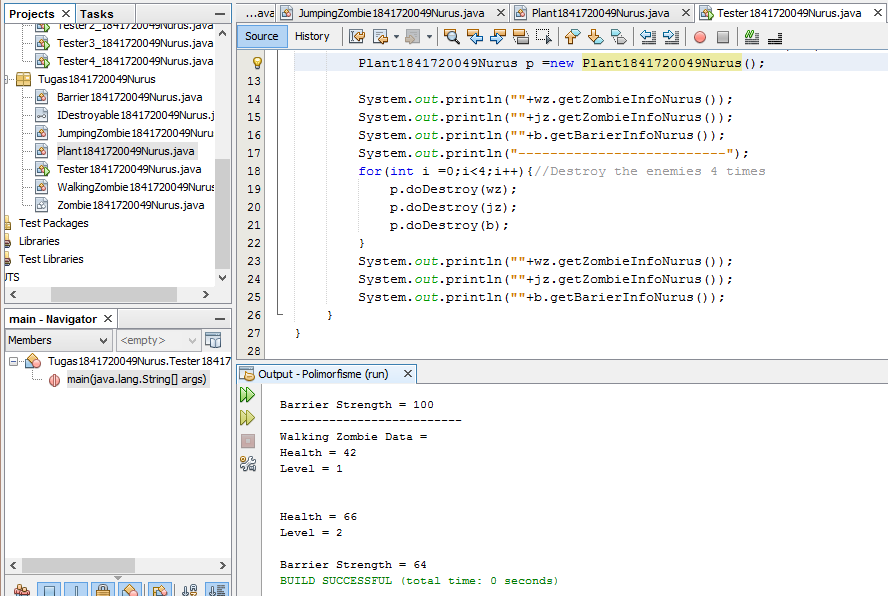 Projects
Tasks
Tester2_1841720049Nurus.java
Tester3_1841720049Nurus.java
Tester4_1841720049Nurus.java
Tugas1841720049Nurus
Barrier1841720049Nurus.java
IDestroyable1841720049Nurus.j
JumpingZombie1841720049Nuru
Plant1841720049Nurus.java
Tester1841720049Nurus.java
WalkingZombie1841720049Nurus
Zombie1841720049Nurus.java
Test Packages
Libraries
Test Libraries
UTS
main - Navigator
Members
<empty>
Tugas1841720049Nurus.Tester18417
main(java.lang.String[] args)
...ava
JumpingZombie1841720049Nurus.java
Plant1841720049Nurus.java
Tester1841720049Nurus.java
Source
History
Plant1841720049Nurus p =new Plant1841720049Nurus();
13
14 System.out.println(""+wz.getZombieInfoNurus());
15 System.out.println(""+jz.getZombieInfoNurus());
16 System.out.println(""+b.getBarierInfoNurus());
17 System.out.println("--------------------------");
18 for(int i =0;i<4;i++){//Destroy the enemies 4 times
19 p.doDestroy(wz);
20 p.doDestroy(jz);
21 p.doDestroy(b);
22 }
23 System.out.println(""+wz.getZombieInfoNurus());
24 System.out.println(""+jz.getZombieInfoNurus());
25 System.out.println(""+b.getBarierInfoNurus());
26 }
27 }
28
Output - Polimorfisme (run)
Barrier Strength = 100
--------------------------
Walking Zombie Data =
Health = 42
Level = 1
Health = 66
Level = 2
Barrier Strength = 64
BUILD SUCCESSFUL (total time: 0 seconds)